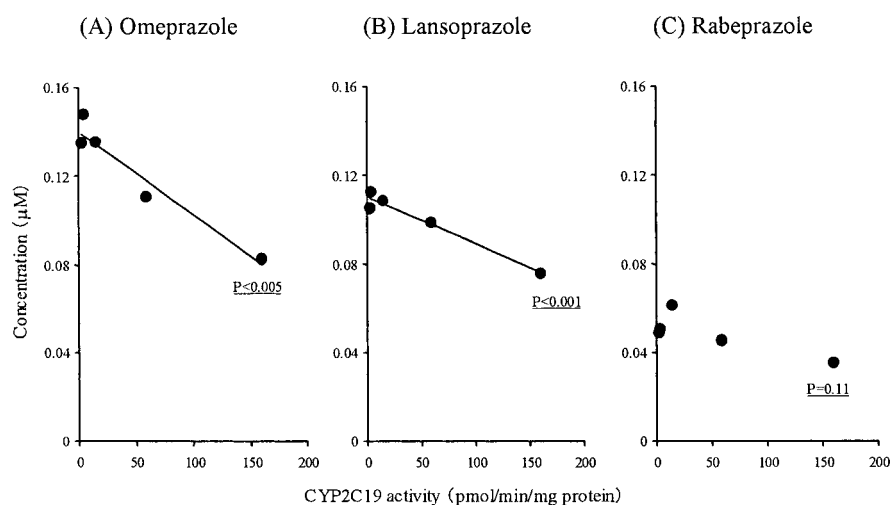 (A) Omeprazole
(B) Lansoprazole
(C) Rabeprazole
Concentration (μM)
0.16
0.12
0.08
0.04
0
P<0.005
0 50 100 150 200
0.16
0.12
0.08
0.04
0
P<0.001
0 50 100 150 200
0.16
0.12
0.08
0.04
0
P=0.11
0 50 100 150 200
CYP2C19 activity (pmol/min/mg protein)